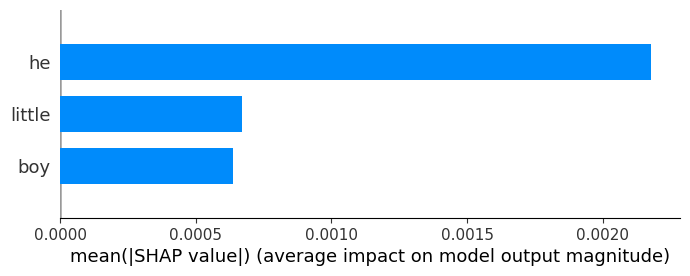 he
little
boy
0.0000 0.0005 0.0010 0.0015 0.0020
mean(|SHAP value|) (average impact on model output magnitude)